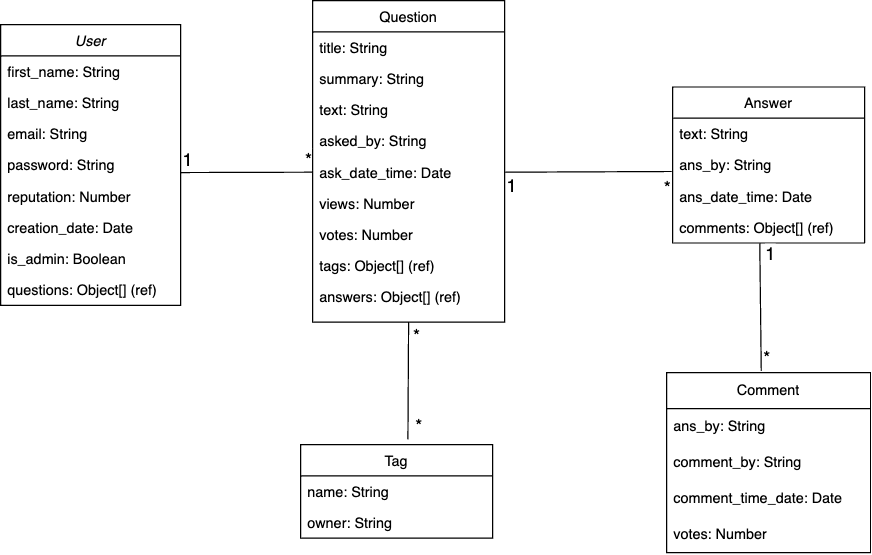 User
first_name: String
last_name: String
email: String
password: String
reputation: Number
creation_date: Date
is_admin: Boolean
questions: Object[] (ref)
1
*
Question
title: String
summary: String
text: String
asked_by: String
ask_date_time: Date
views: Number
votes: Number
tags: Object[] (ref)
answers: Object[] (ref)
1
*
Answer
text: String
ans_by: String
ans_date_time: Date
comments: Object[] (ref)
*
*
Tag
name: String
owner: String
1
*
Comment
ans_by: String
comment_by: String
comment_time_date: Date
votes: Number